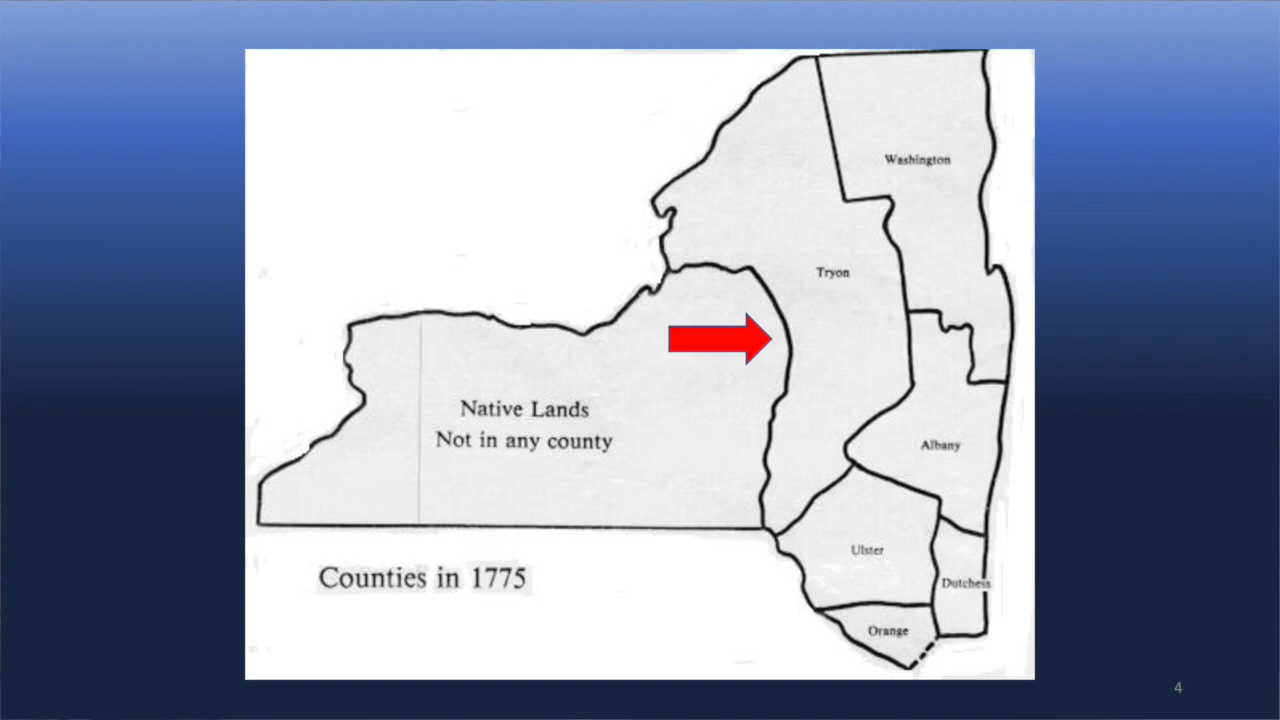 Washington
Tryon
Native Lands
Not in any county
Albany
Ulster
Counties in 1775
Dutchess
Orange
4